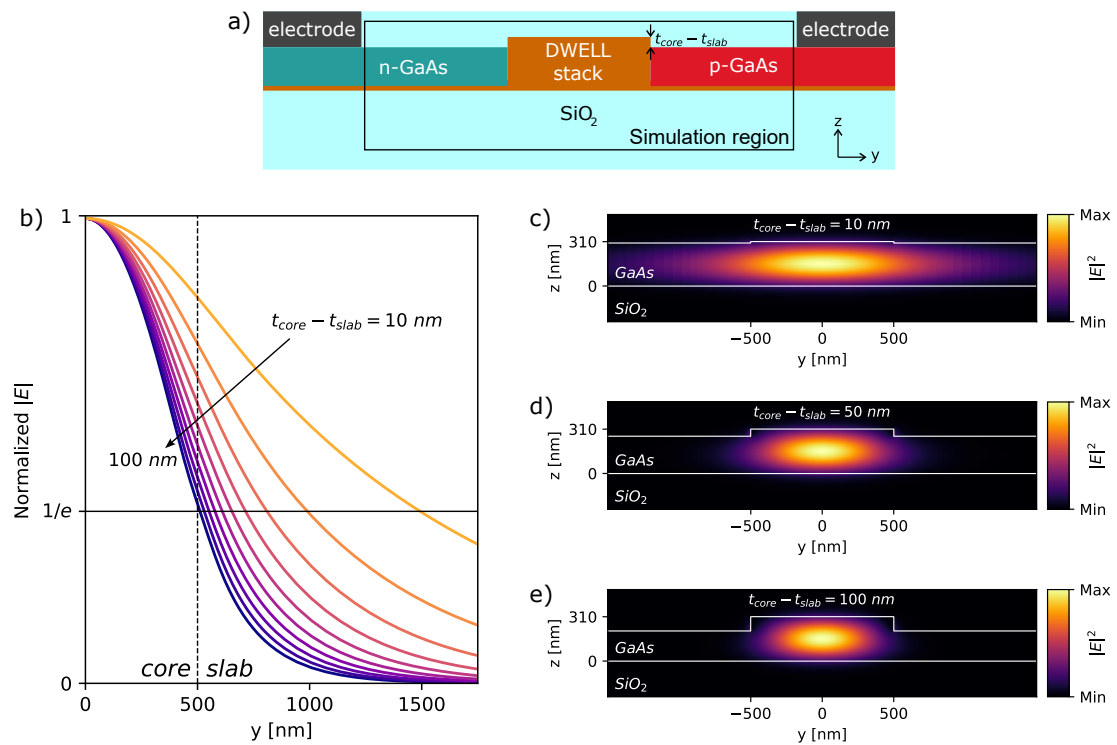 a)
electrode
electrode
t_core − t_slab
n-GaAs
DWELL
stack
p-GaAs
SiO₂
Simulation region
z
y
b)
1
1/e
0
Normalized |E|
t_core − t_slab = 10 nm
100 nm
core
slab
0
500
1000
1500
y [nm]
c)
t_core − t_slab = 10 nm
310
0
z [nm]
GaAs
SiO₂
−500
0
500
y [nm]
Max
Min
|E|²
d)
t_core − t_slab = 50 nm
310
0
z [nm]
GaAs
SiO₂
−500
0
500
y [nm]
Max
Min
|E|²
e)
t_core − t_slab = 100 nm
310
0
z [nm]
GaAs
SiO₂
−500
0
500
y [nm]
Max
Min
|E|²